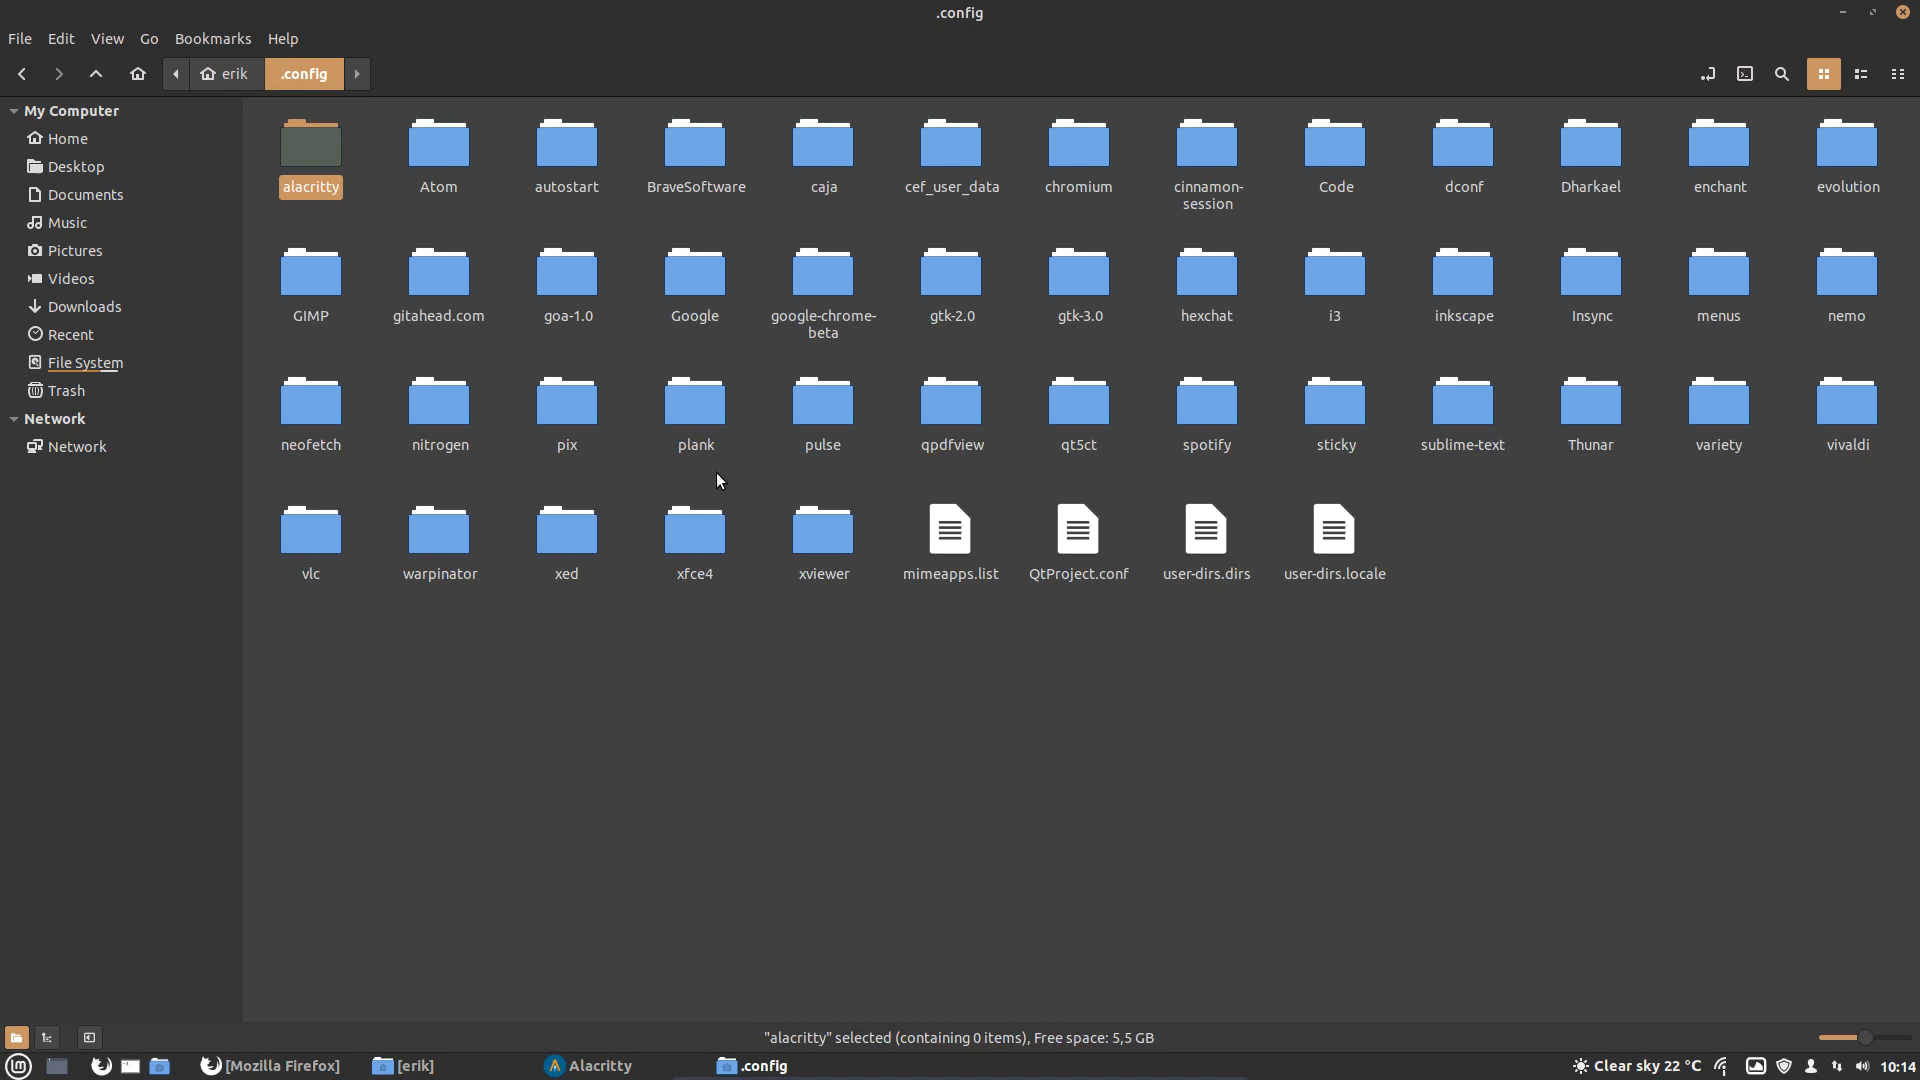 .config
File Edit View Go Bookmarks Help
erik .config
My Computer
Home
Desktop
Documents
Music
Pictures
Videos
Downloads
Recent
File System
Trash
Network
Network
alacritty Atom autostart BraveSoftware caja cef_user_data chromium cinnamon- Code dconf Dharkael enchant evolution
session
GIMP gitahead.com goa-1.0 Google google-chrome- gtk-2.0 gtk-3.0 hexchat i3 inkscape Insync menus nemo
beta
neofetch nitrogen pix plank pulse qpdfview qt5ct spotify sticky sublime-text Thunar variety vivaldi
vlc warpinator xed xfce4 xviewer mimeapps.list QtProject.conf user-dirs.dirs user-dirs.locale
"alacritty" selected (containing 0 items), Free space: 5,5 GB
lm [Mozilla Firefox] [erik] Alacritty .config Clear sky 22 °C 10:14